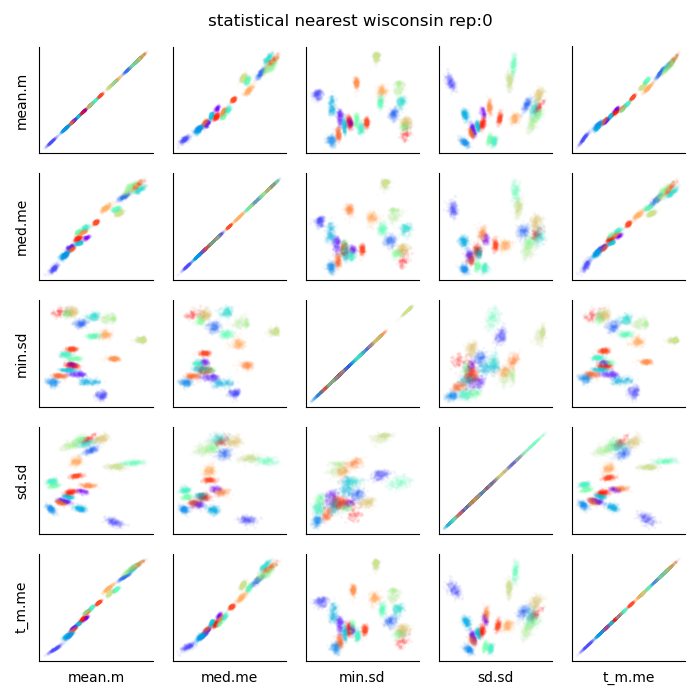 statistical nearest wisconsin rep:0
mean.m
med.me
min.sd
sd.sd
t_m.me
mean.m
med.me
min.sd
sd.sd
t_m.me